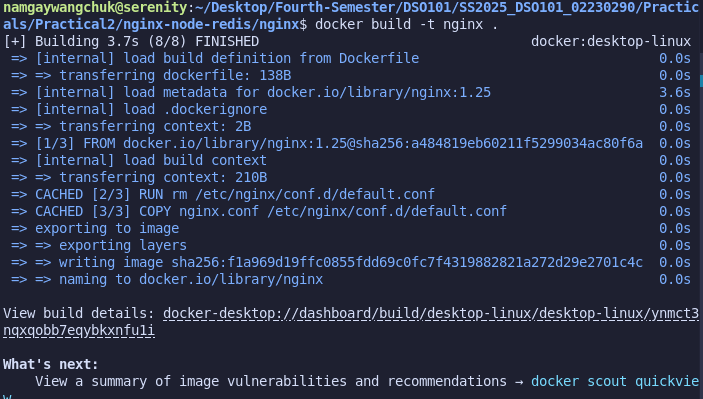 namgaywangchuk@serenity:~/Desktop/Fourth-Semester/DSO101/SS2025_DSO101_02230290/Practic
als/Practical2/nginx-node-redis/nginx$ docker build -t nginx .
[+] Building 3.7s (8/8) FINISHED docker:desktop-linux
=> [internal] load build definition from Dockerfile 0.0s
=> => transferring dockerfile: 138B 0.0s
=> [internal] load metadata for docker.io/library/nginx:1.25 3.6s
=> [internal] load .dockerignore 0.0s
=> => transferring context: 2B 0.0s
=> [1/3] FROM docker.io/library/nginx:1.25@sha256:a484819eb60211f5299034ac80f6a 0.0s
=> [internal] load build context 0.0s
=> => transferring context: 210B 0.0s
=> CACHED [2/3] RUN rm /etc/nginx/conf.d/default.conf 0.0s
=> CACHED [3/3] COPY nginx.conf /etc/nginx/conf.d/default.conf 0.0s
=> exporting to image 0.0s
=> => exporting layers 0.0s
=> => writing image sha256:f1a969d19ffc0855fdd69c0fc7f4319882821a272d29e2701c4c 0.0s
=> => naming to docker.io/library/nginx 0.0s
View build details: docker-desktop://dashboard/build/desktop-linux/desktop-linux/ynmct3
nqxqobb7eqybkxnfu1i
What's next:
View a summary of image vulnerabilities and recommendations → docker scout quickvie
w